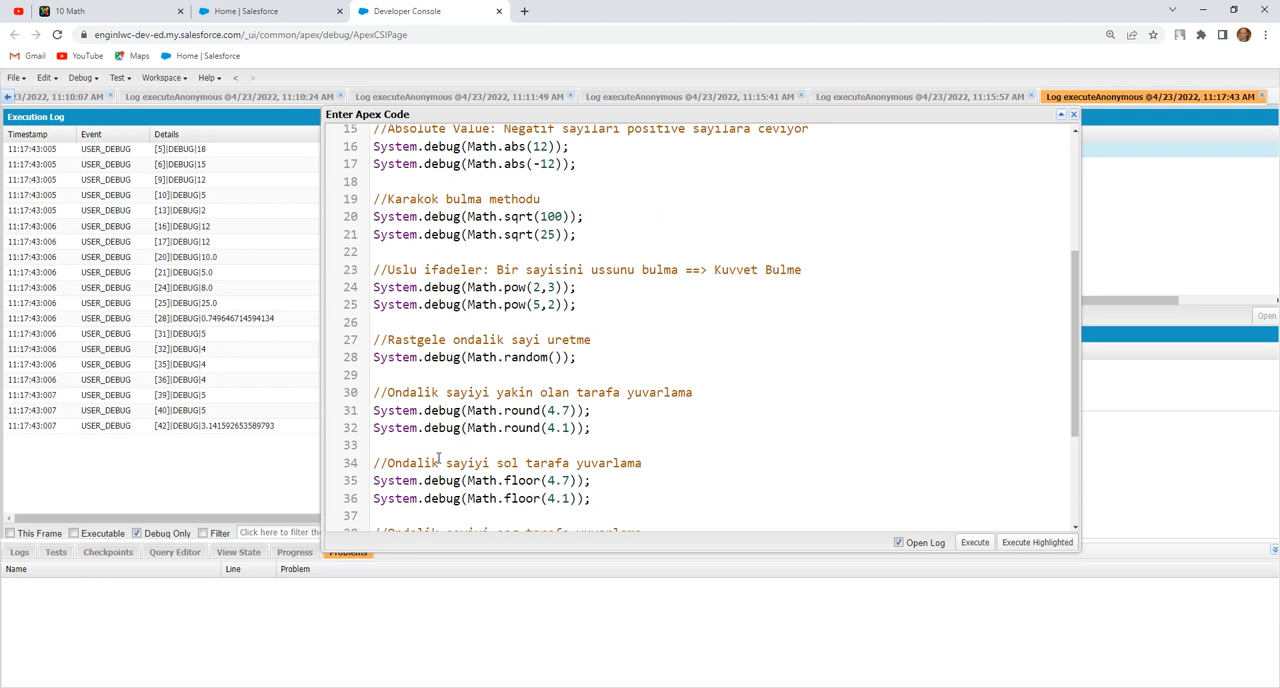 10 Math
Home | Salesforce
Developer Console
enginlwc-dev-ed.my.salesforce.com/_ui/common/apex/debug/ApexCSIPage
Gmail
YouTube
Maps
Home | Salesforce
File
Edit
Debug
Test
Workspace
Help
<
>
23/2022, 11:10:07 AM
Log executeAnonymous @4/23/2022, 11:10:24 AM
Log executeAnonymous @4/23/2022, 11:11:49 AM
Log executeAnonymous @4/23/2022, 11:15:41 AM
Log executeAnonymous @4/23/2022, 11:15:57 AM
Log executeAnonymous @4/23/2022, 11:17:43 AM
Execution Log
Timestamp Event Details
11:17:43:005 USER_DEBUG [5]|DEBUG|18
11:17:43:005 USER_DEBUG [6]|DEBUG|15
11:17:43:005 USER_DEBUG [9]|DEBUG|12
11:17:43:005 USER_DEBUG [10]|DEBUG|5
11:17:43:005 USER_DEBUG [13]|DEBUG|2
11:17:43:006 USER_DEBUG [16]|DEBUG|12
11:17:43:006 USER_DEBUG [17]|DEBUG|12
11:17:43:006 USER_DEBUG [20]|DEBUG|10.0
11:17:43:006 USER_DEBUG [21]|DEBUG|5.0
11:17:43:006 USER_DEBUG [24]|DEBUG|8.0
11:17:43:006 USER_DEBUG [25]|DEBUG|25.0
11:17:43:006 USER_DEBUG [28]|DEBUG|0.749646714594134
11:17:43:006 USER_DEBUG [31]|DEBUG|5
11:17:43:006 USER_DEBUG [32]|DEBUG|4
11:17:43:006 USER_DEBUG [35]|DEBUG|4
11:17:43:006 USER_DEBUG [36]|DEBUG|4
11:17:43:007 USER_DEBUG [39]|DEBUG|5
11:17:43:007 USER_DEBUG [40]|DEBUG|5
11:17:43:007 USER_DEBUG [42]|DEBUG|3.141592653589793
Enter Apex Code
15 //Absolute Value: Negatif sayilari positive sayilara ceviyor
16 System.debug(Math.abs(12));
17 System.debug(Math.abs(-12));
18
19 //Karakok bulma methodu
20 System.debug(Math.sqrt(100));
21 System.debug(Math.sqrt(25));
22
23 //Uslu ifadeler: Bir sayisini ussunu bulma ==> Kuvvet Bulme
24 System.debug(Math.pow(2,3));
25 System.debug(Math.pow(5,2));
26
27 //Rastgele ondalik sayi uretme
28 System.debug(Math.random());
29
30 //Ondalik sayiyi yakin olan tarafa yuvarlama
31 System.debug(Math.round(4.7));
32 System.debug(Math.round(4.1));
33
34 //Ondalik sayiyi sol tarafa yuvarlama
35 System.debug(Math.floor(4.7));
36 System.debug(Math.floor(4.1));
37
Open Log
Execute
Execute Highlighted
Open
This Frame
Executable
Debug Only
Filter
Click here to filter the
Logs
Tests
Checkpoints
Query Editor
View State
Progress
Problems
Name
Line
Problem